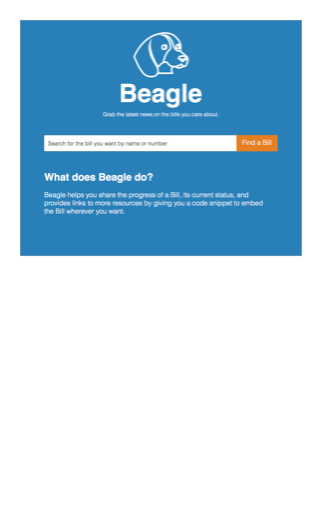 Beagle
Grab the latest news on the bills you care about.
Search for the bill you want by name or number
Find a Bill
What does Beagle do?
Beagle helps you share the progress of a Bill, its current status, and
provides links to more resources by giving you a code snippet to embed
the Bill wherever you want.